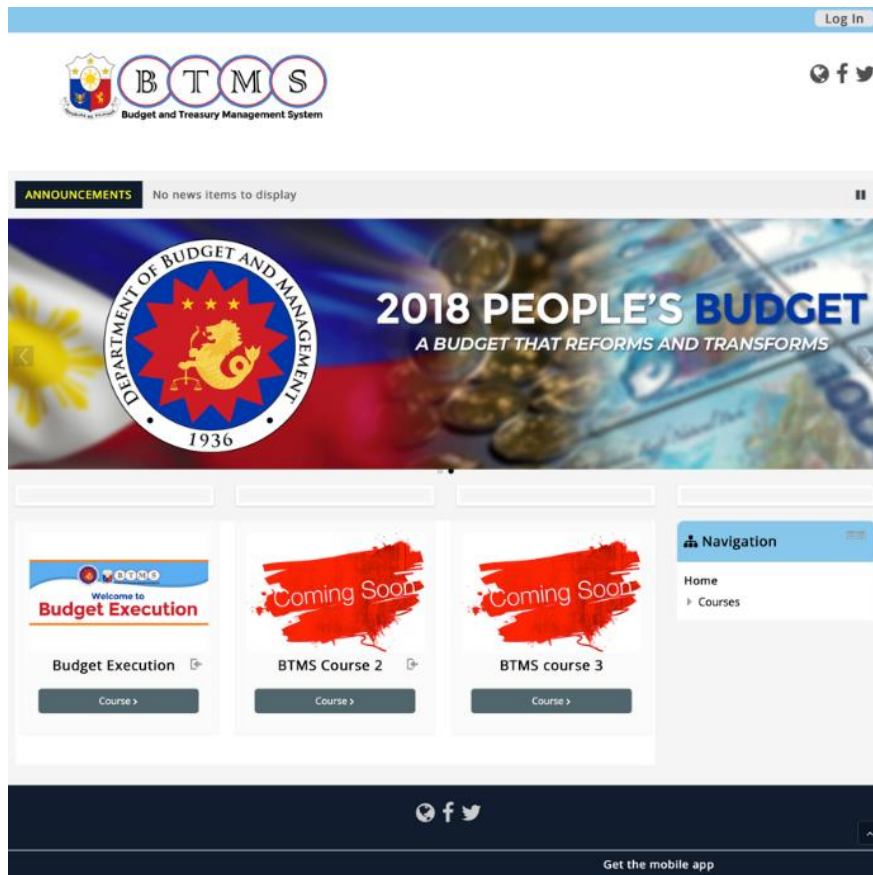 Log In
B T M S
Budget and Treasury Management System
ANNOUNCEMENTS No news items to display
DEPARTMENT OF BUDGET AND MANAGEMENT
1936
2018 PEOPLE'S BUDGET
A BUDGET THAT REFORMS AND TRANSFORMS
Navigation
Home
Courses
BTMS
Welcome to
Budget Execution
Coming Soon
Coming Soon
Budget Execution
BTMS Course 2
BTMS course 3
Course
Course
Course
Get the mobile app